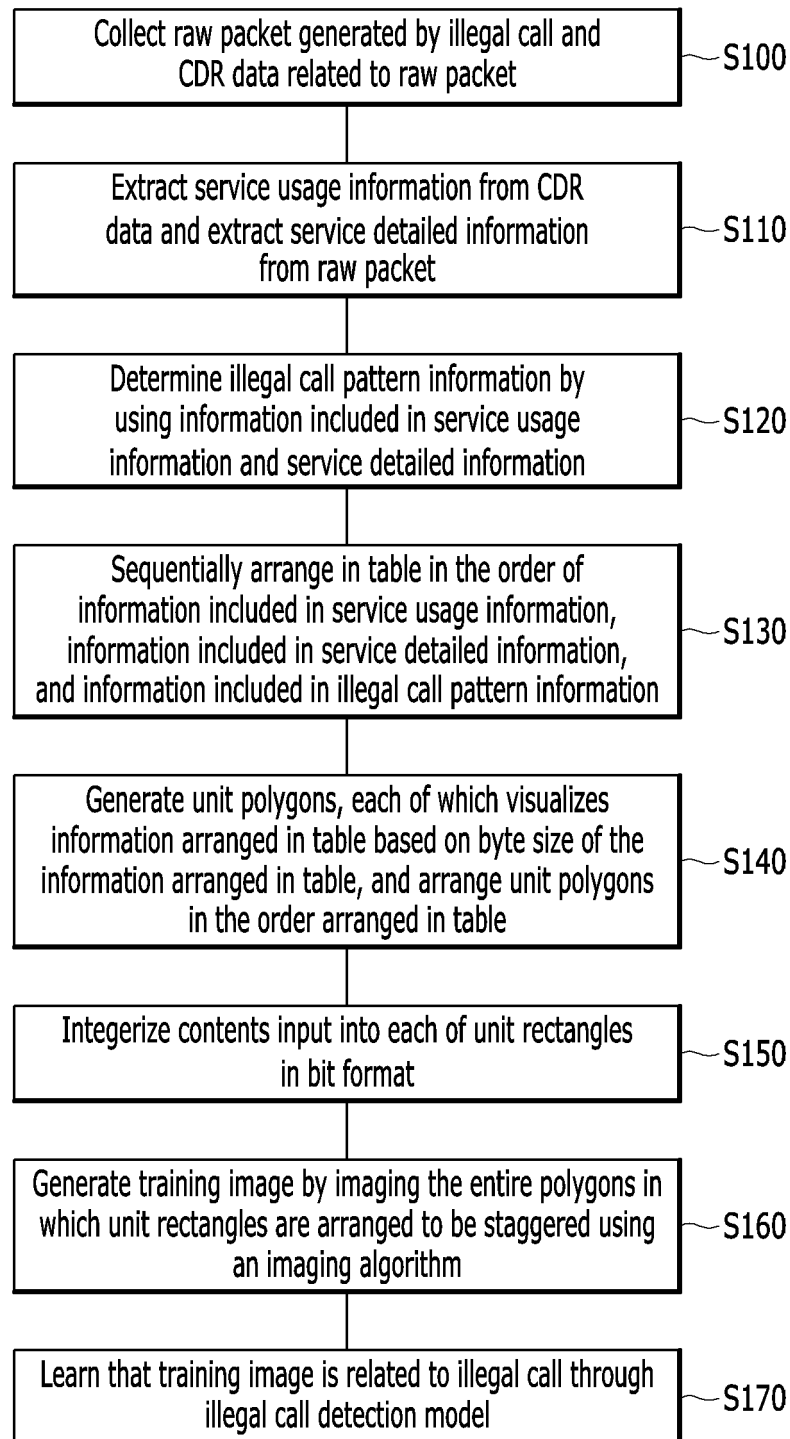 Collect raw packet generated by illegal call and
CDR data related to raw packet
S100
Extract service usage information from CDR
data and extract service detailed information
from raw packet
S110
Determine illegal call pattern information by
using information included in service usage
information and service detailed information
S120
Sequentially arrange in table in the order of
information included in service usage information,
information included in service detailed information,
and information included in illegal call pattern information
S130
Generate unit polygons, each of which visualizes
information arranged in table based on byte size of the
information arranged in table, and arrange unit polygons
in the order arranged in table
S140
Integerize contents input into each of unit rectangles
in bit format
S150
Generate training image by imaging the entire polygons in
which unit rectangles are arranged to be staggered using
an imaging algorithm
S160
Learn that training image is related to illegal call through
illegal call detection model
S170